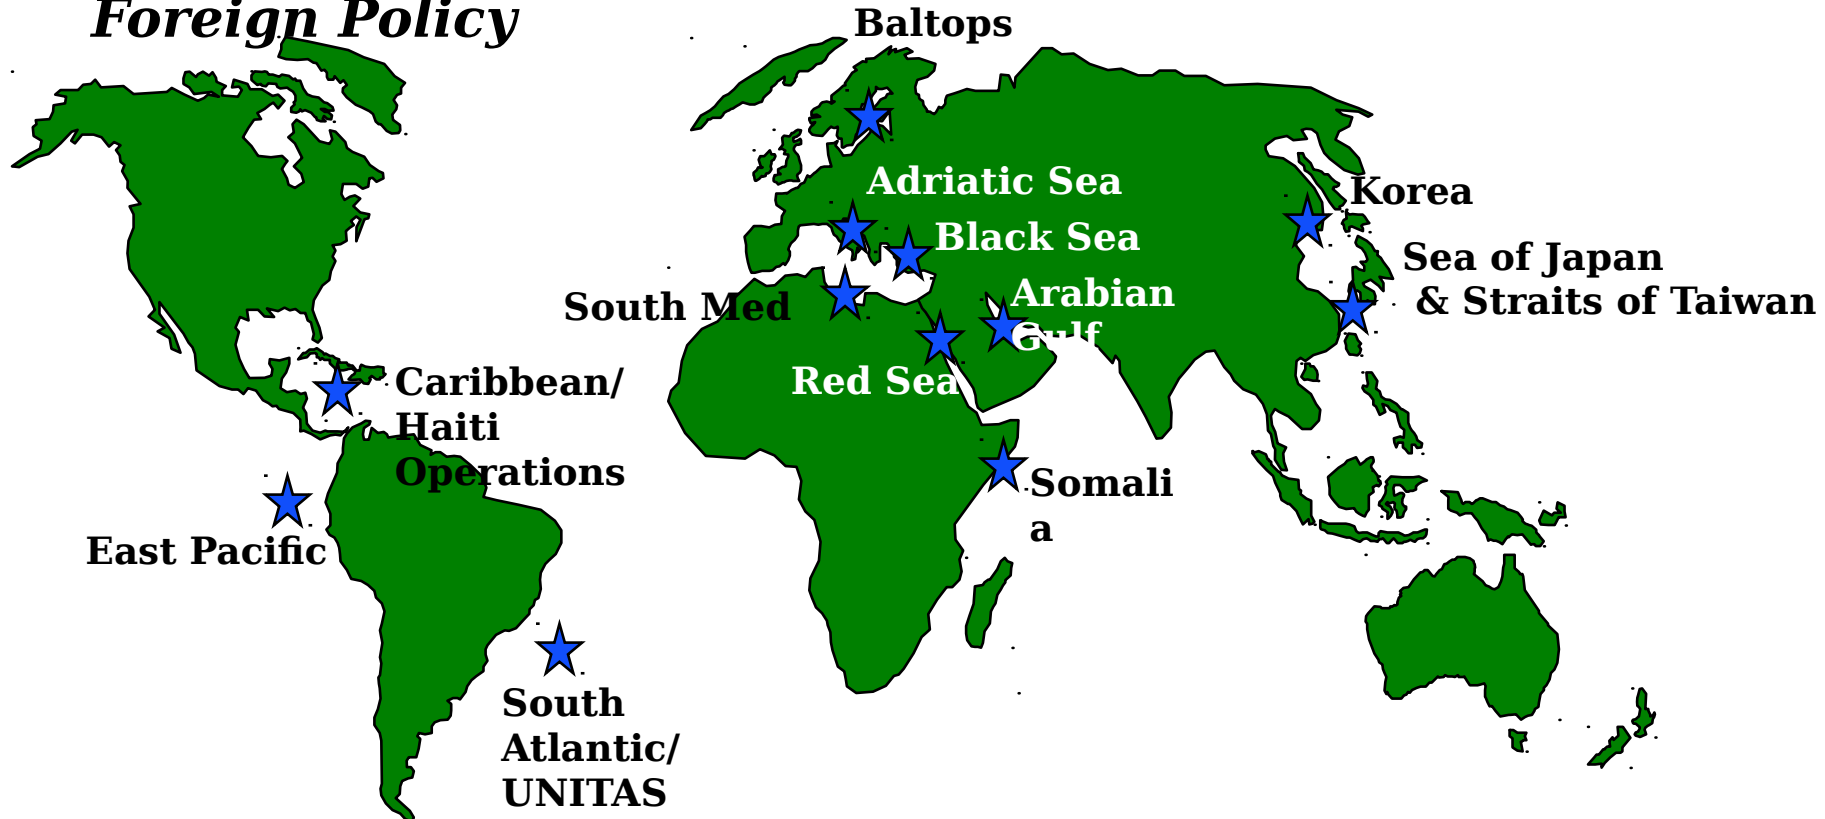 Foreign Policy
Baltops
Adriatic Sea
Korea
Black Sea
Sea of Japan
& Straits of Taiwan
South Med
Arabian
Gulf
Red Sea
Caribbean/
Haiti
Operations
Somali
a
East Pacific
South
Atlantic/
UNITAS